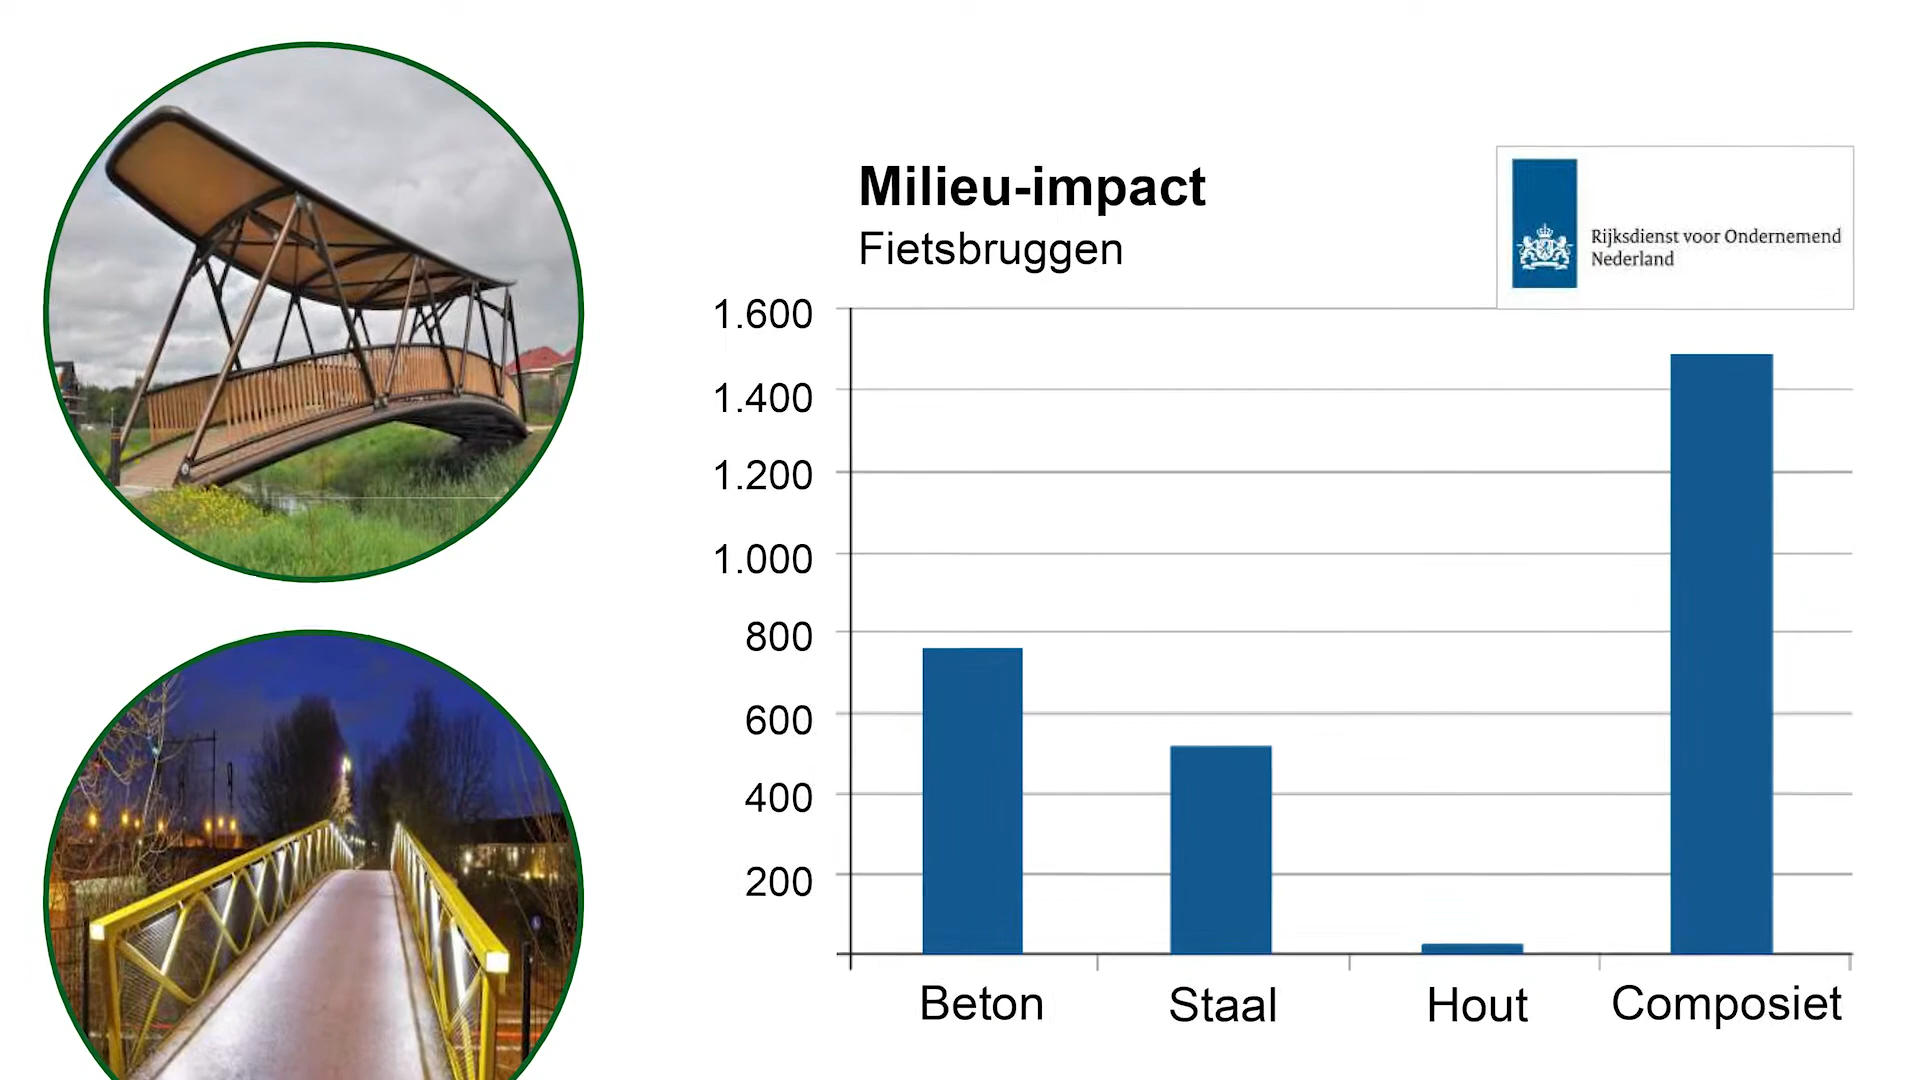 Milieu-impact
Fietsbruggen
Rijksdienst voor Ondernemend
Nederland
1.600
1.400
1.200
1.000
800
600
400
200
Beton
Staal
Hout
Composiet